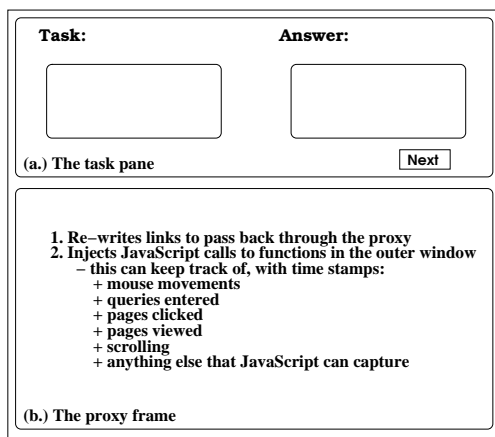 Task:
Answer:
Next
(a.) The task pane
1. Re−writes links to pass back through the proxy
2. Injects JavaScript calls to functions in the outer window
− this can keep track of, with time stamps:
+ mouse movements
+ queries entered
+ pages clicked
+ pages viewed
+ scrolling
+ anything else that JavaScript can capture
(b.) The proxy frame